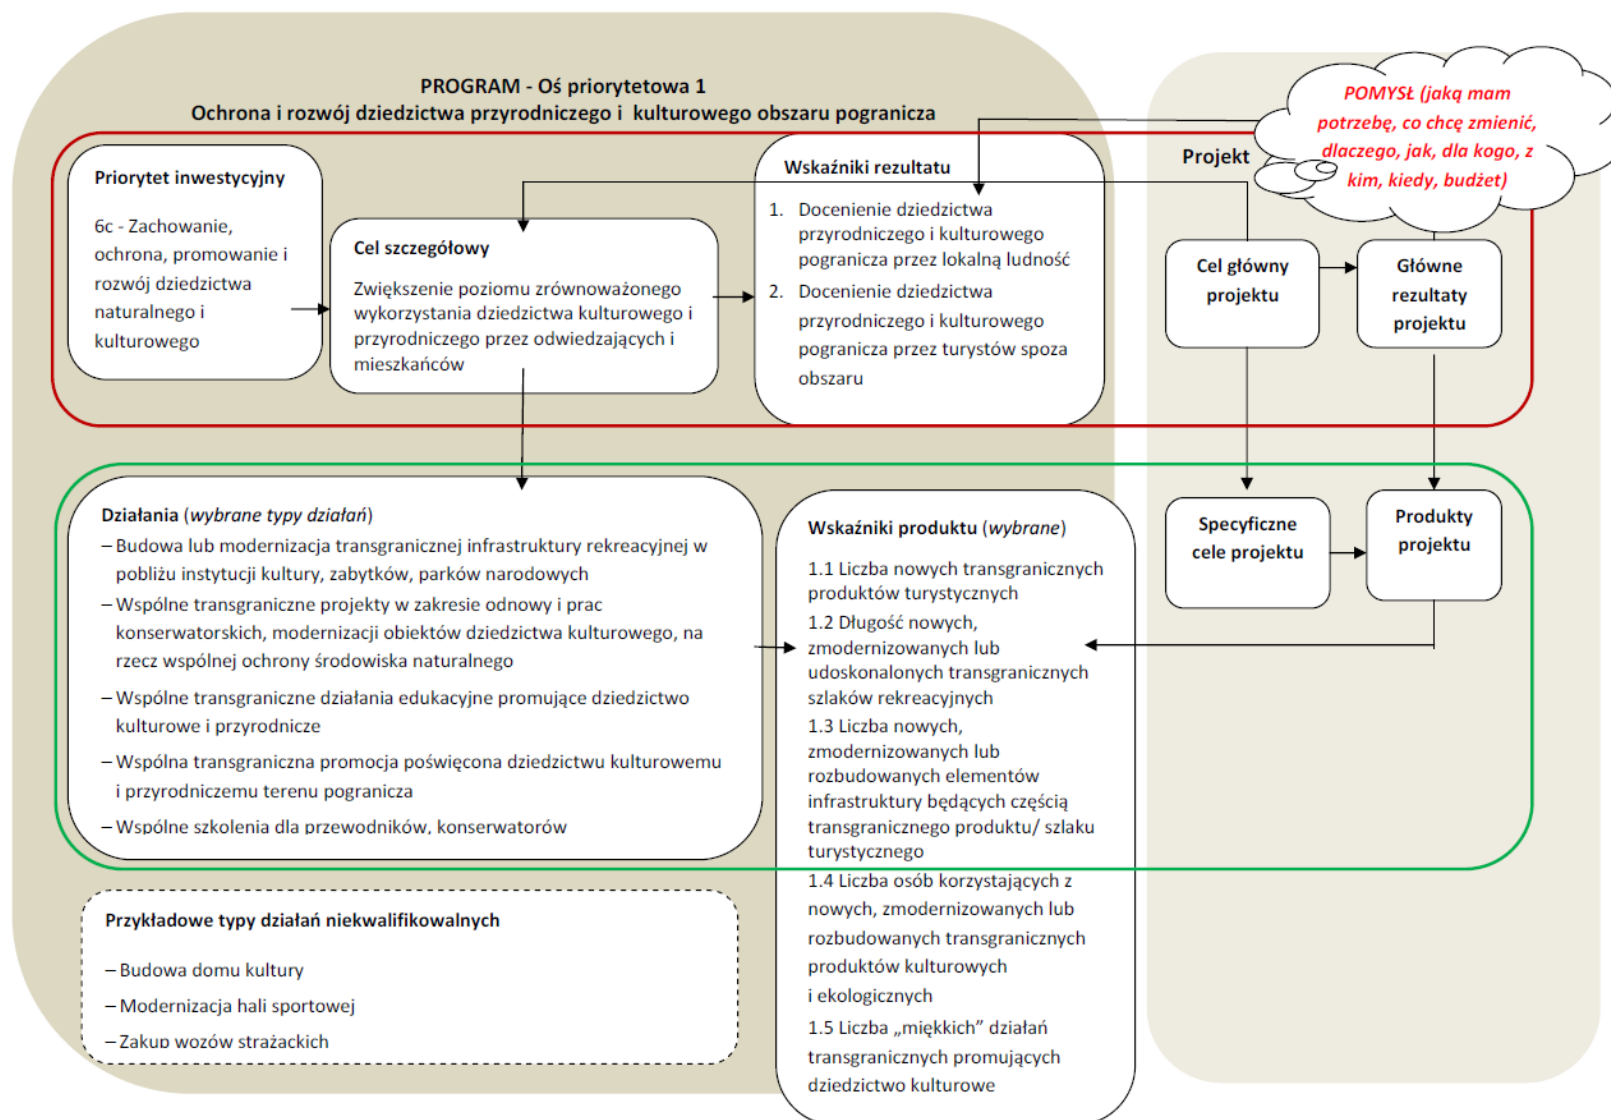 PROGRAM - Oś priorytetowa 1
Ochrona i rozwój dziedzictwa przyrodniczego i kulturowego obszaru pogranicza
POMYSŁ (jaką mam
potrzebę, co chcę zmienić,
dlaczego, jak, dla kogo, z
kim, kiedy, budżet)
Projekt
Priorytet inwestycyjny
6c - Zachowanie,
ochrona, promowanie i
rozwój dziedzictwa
naturalnego i
kulturowego
Cel szczegółowy
Zwiększenie poziomu zrównoważonego
wykorzystania dziedzictwa kulturowego i
przyrodniczego przez odwiedzających i
mieszkańców
Wskaźniki rezultatu
1. Docenienie dziedzictwa
przyrodniczego i kulturowego
pogranicza przez lokalną ludność
2. Docenienie dziedzictwa
przyrodniczego i kulturowego
pogranicza przez turystów spoza
obszaru
Cel główny
projektu
Główne
rezultaty
projektu
Działania (wybrane typy działań)
– Budowa lub modernizacja transgranicznej infrastruktury rekreacyjnej w
pobliżu instytucji kultury, zabytków, parków narodowych
– Wspólne transgraniczne projekty w zakresie odnowy i prac
konserwatorskich, modernizacji obiektów dziedzictwa kulturowego, na
rzecz wspólnej ochrony środowiska naturalnego
– Wspólne transgraniczne działania edukacyjne promujące dziedzictwo
kulturowe i przyrodnicze
– Wspólna transgraniczna promocja poświęcona dziedzictwu kulturowemu
i przyrodniczemu terenu pogranicza
– Wspólne szkolenia dla przewodników, konserwatorów
Wskaźniki produktu (wybrane)
1.1 Liczba nowych transgranicznych
produktów turystycznych
1.2 Długość nowych,
zmodernizowanych lub
udoskonalonych transgranicznych
szlaków rekreacyjnych
1.3 Liczba nowych,
zmodernizowanych lub
rozbudowanych elementów
infrastruktury będących częścią
transgranicznego produktu/ szlaku
turystycznego
1.4 Liczba osób korzystających z
nowych, zmodernizowanych lub
rozbudowanych transgranicznych
produktów kulturowych
i ekologicznych
1.5 Liczba „miękkich” działań
transgranicznych promujących
dziedzictwo kulturowe
Specyficzne
cele projektu
Produkty
projektu
Przykładowe typy działań niekwalifikowalnych
– Budowa domu kultury
– Modernizacja hali sportowej
– Zakup wozów strażackich